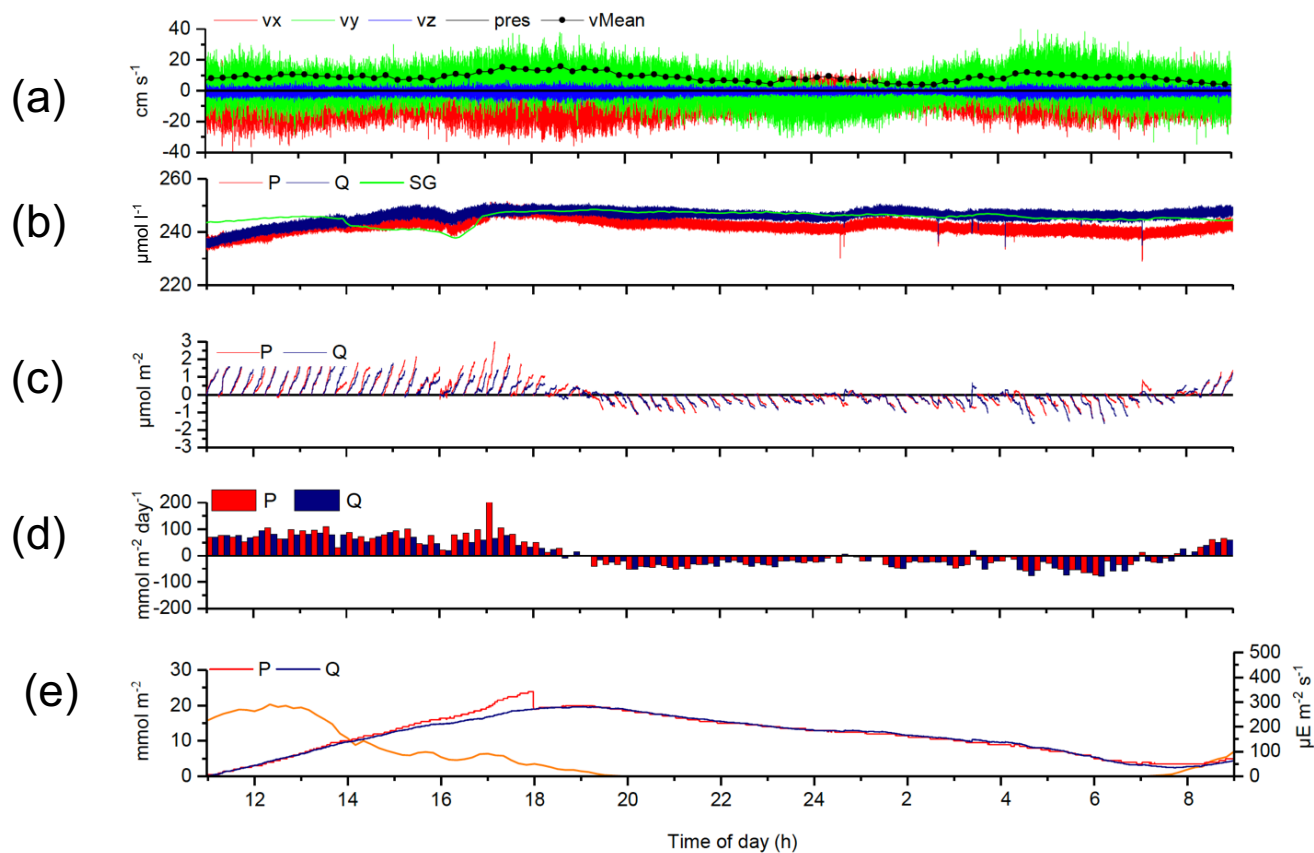 vx vy vz pres vMean
(a)
cm s⁻¹
40
20
0
-20
-40
P Q SG
(b)
µmol l⁻¹
260
240
220
P Q
(c)
µmol m⁻²
3
2
1
0
-1
-2
-3
P Q
(d)
mmol m⁻² day⁻¹
200
100
0
-100
-200
P Q
(e)
mmol m⁻²
30
20
10
0
500
400
300
200
100
0
µE m⁻² s⁻¹
12 14 16 18 20 22 24 2 4 6 8
Time of day (h)